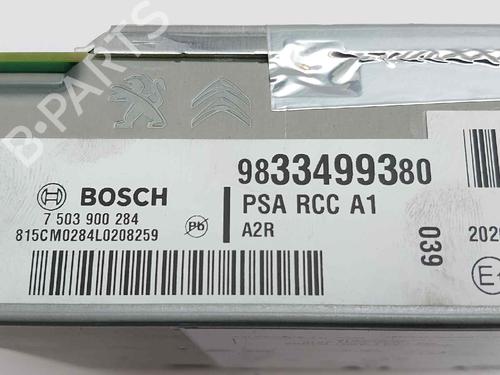 B-PARTS
9833499380
BOSCH
PSA RCC A1
7 503 900 284
Pb
A2R
815CM0284L0208259
039
202
E